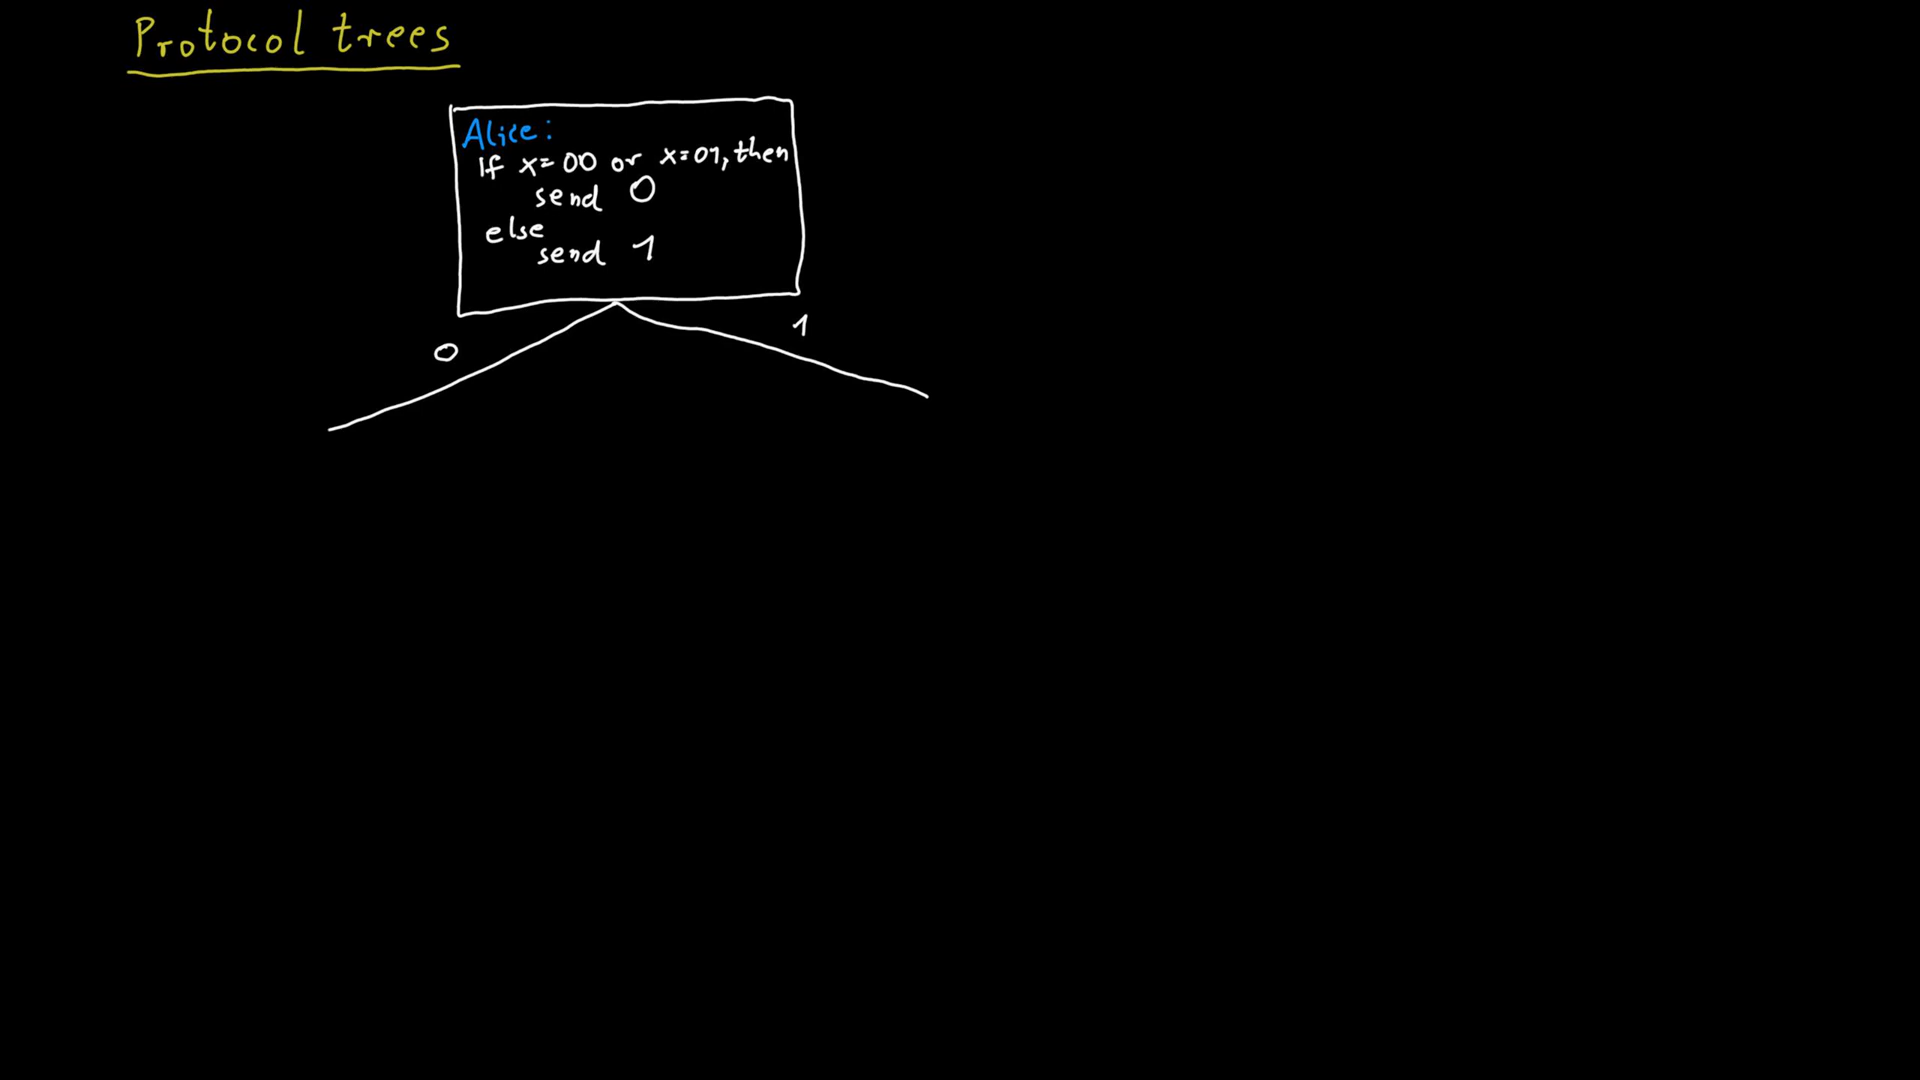 Protocol trees
Alice:
If x=00 or x=01, then
send 0
else
send 1
0
1